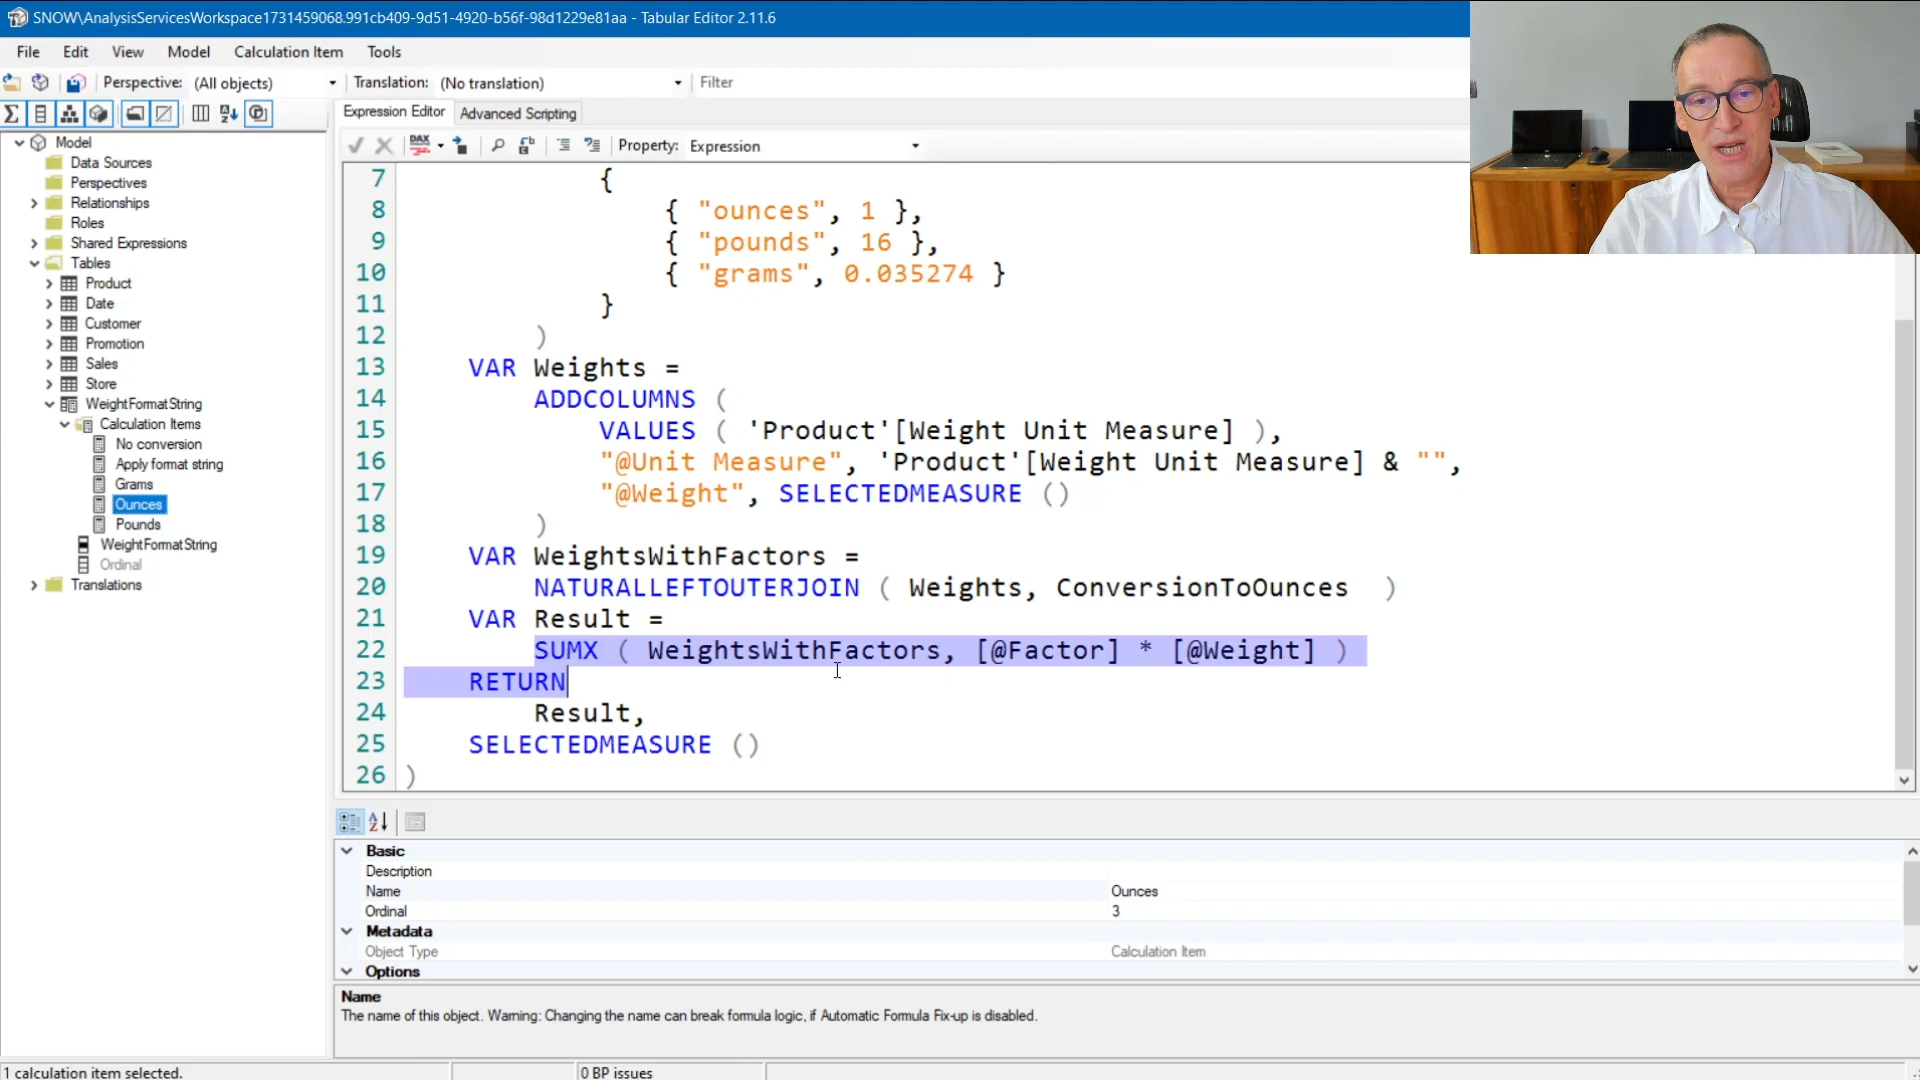 SNOW\AnalysisServicesWorkspace1731459068.991cb409-9d51-4920-b56f-98d1229e81aa - Tabular Editor 2.11.6
File Edit View Model Calculation Item Tools
Perspective: (All objects) Translation: (No translation) Filter
Expression Editor Advanced Scripting
DAX Property: Expression
Model
Data Sources
Perspectives
Relationships
Roles
Shared Expressions
Tables
Product
Date
Customer
Promotion
Sales
Store
WeightFormatString
Calculation Items
No conversion
Apply format string
Grams
Ounces
Pounds
WeightFormatString
Ordinal
Translations
7 {
8 { "ounces", 1 },
9 { "pounds", 16 },
10 { "grams", 0.035274 }
11 }
12 )
13 VAR Weights =
14 ADDCOLUMNS (
15 VALUES ( 'Product'[Weight Unit Measure] ),
16 "@Unit Measure", 'Product'[Weight Unit Measure] & "",
17 "@Weight", SELECTEDMEASURE ()
18 )
19 VAR WeightsWithFactors =
20 NATURALLEFTOUTERJOIN ( Weights, ConversionToOunces )
21 VAR Result =
22 SUMX ( WeightsWithFactors, [@Factor] * [@Weight] )
23 RETURN
24 Result,
25 SELECTEDMEASURE ()
26 )
Basic
Description
Name Ounces
Ordinal 3
Metadata
Object Type Calculation Item
Options
Name
The name of this object. Warning: Changing the name can break formula logic, if Automatic Formula Fix-up is disabled.
1 calculation item selected. 0 BP issues